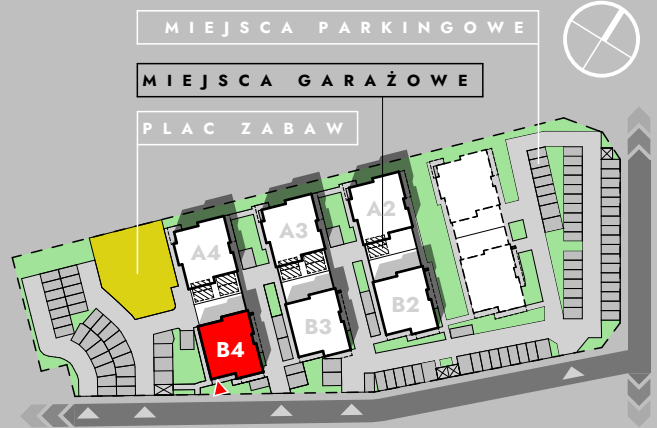 MIEJSCA PARKINGOWE
MIEJSCA GARAŻOWE
PLAC ZABAW
A2
A3
A4
B2
B3
B4